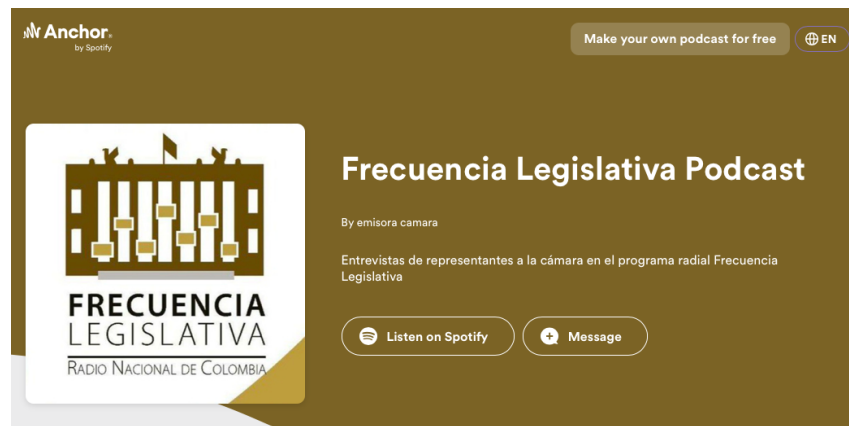 Anchor
by Spotify
Make your own podcast for free
EN
FRECUENCIA
LEGISLATIVA
RADIO NACIONAL DE COLOMBIA
Frecuencia Legislativa Podcast
By emisora camara
Entrevistas de representantes a la cámara en el programa radial Frecuencia
Legislativa
Listen on Spotify
Message